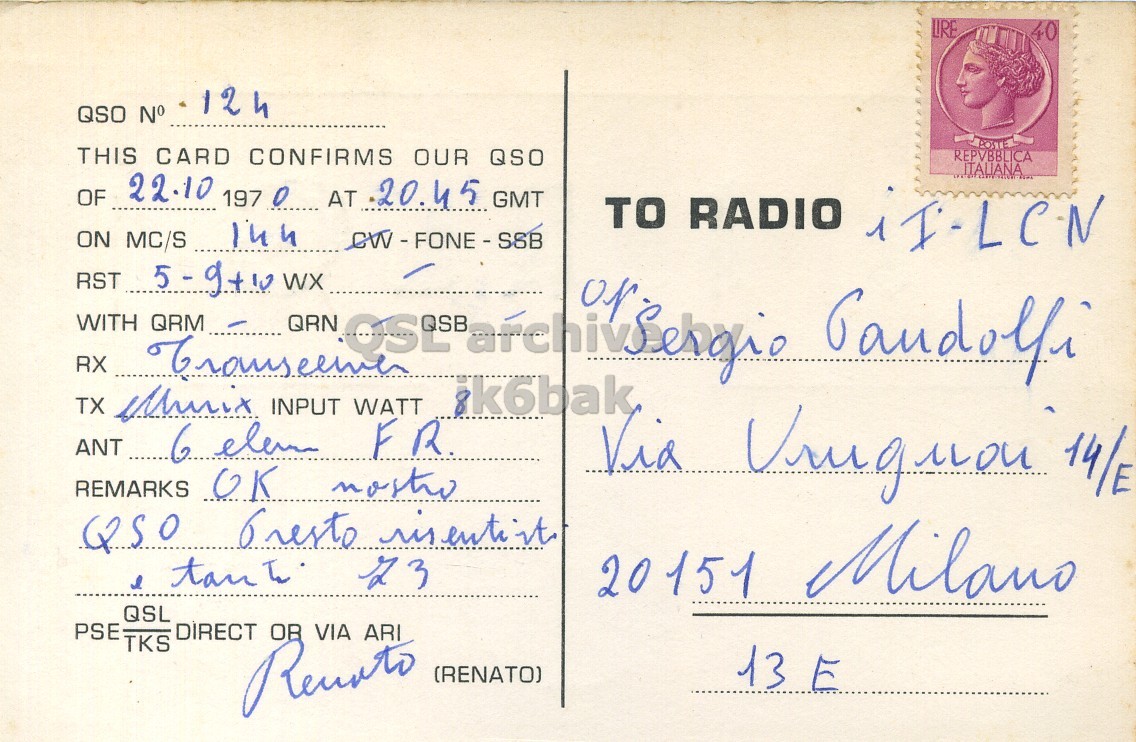 QSO Nº 124
THIS CARD CONFIRMS OUR QSO
OF 22.10 1970 AT 20.45 GMT
ON MC/S 144 CW - FONE - SSB
RST 5-9+10 WX –
WITH QRM – QRN – QSB –
RX Transceiver
TX Mirix INPUT WATT 8
ANT 6 elem F R.
REMARKS OK nostro
QSO Presto risentirti
e tanti 73
PSE QSL/TKS DIRECT OR VIA ARI
Renato (RENATO)
LIRE 40
POSTE
REPVBBLICA
ITALIANA
TO RADIO iI-LCN
op.
Sergio Pandolfi
Via Uruguai 14/E
20151 Milano
13 E
QSL archive by
ik6bak